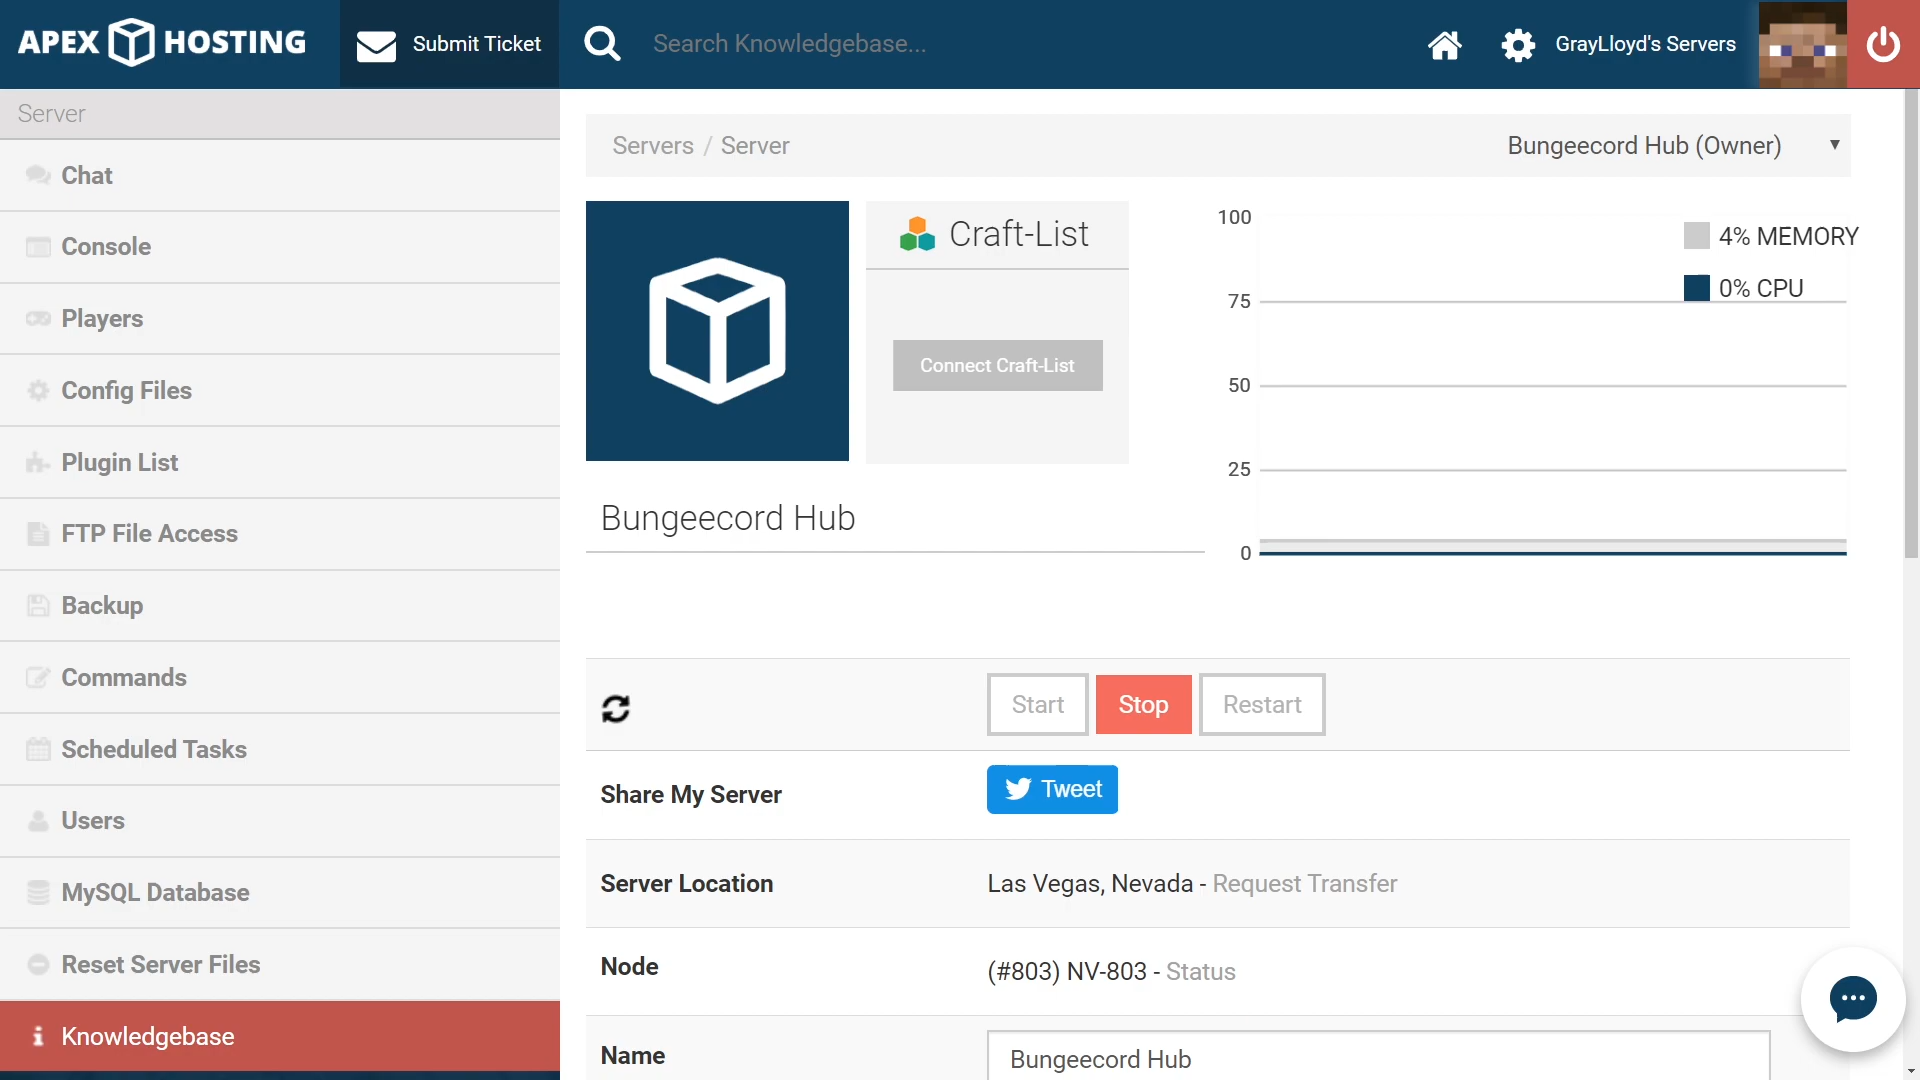 APEX HOSTING
Submit Ticket
Search Knowledgebase...
GrayLloyd's Servers
Server
Chat
Console
Players
Config Files
Plugin List
FTP File Access
Backup
Commands
Scheduled Tasks
Users
MySQL Database
Reset Server Files
Knowledgebase
Servers / Server
Bungeecord Hub (Owner)
Craft-List
Connect Craft-List
Bungeecord Hub
100
75
50
25
0
4% MEMORY
0% CPU
Start
Stop
Restart
Share My Server
Tweet
Server Location
Las Vegas, Nevada - Request Transfer
Node
(#803) NV-803 - Status
Name
Bungeecord Hub